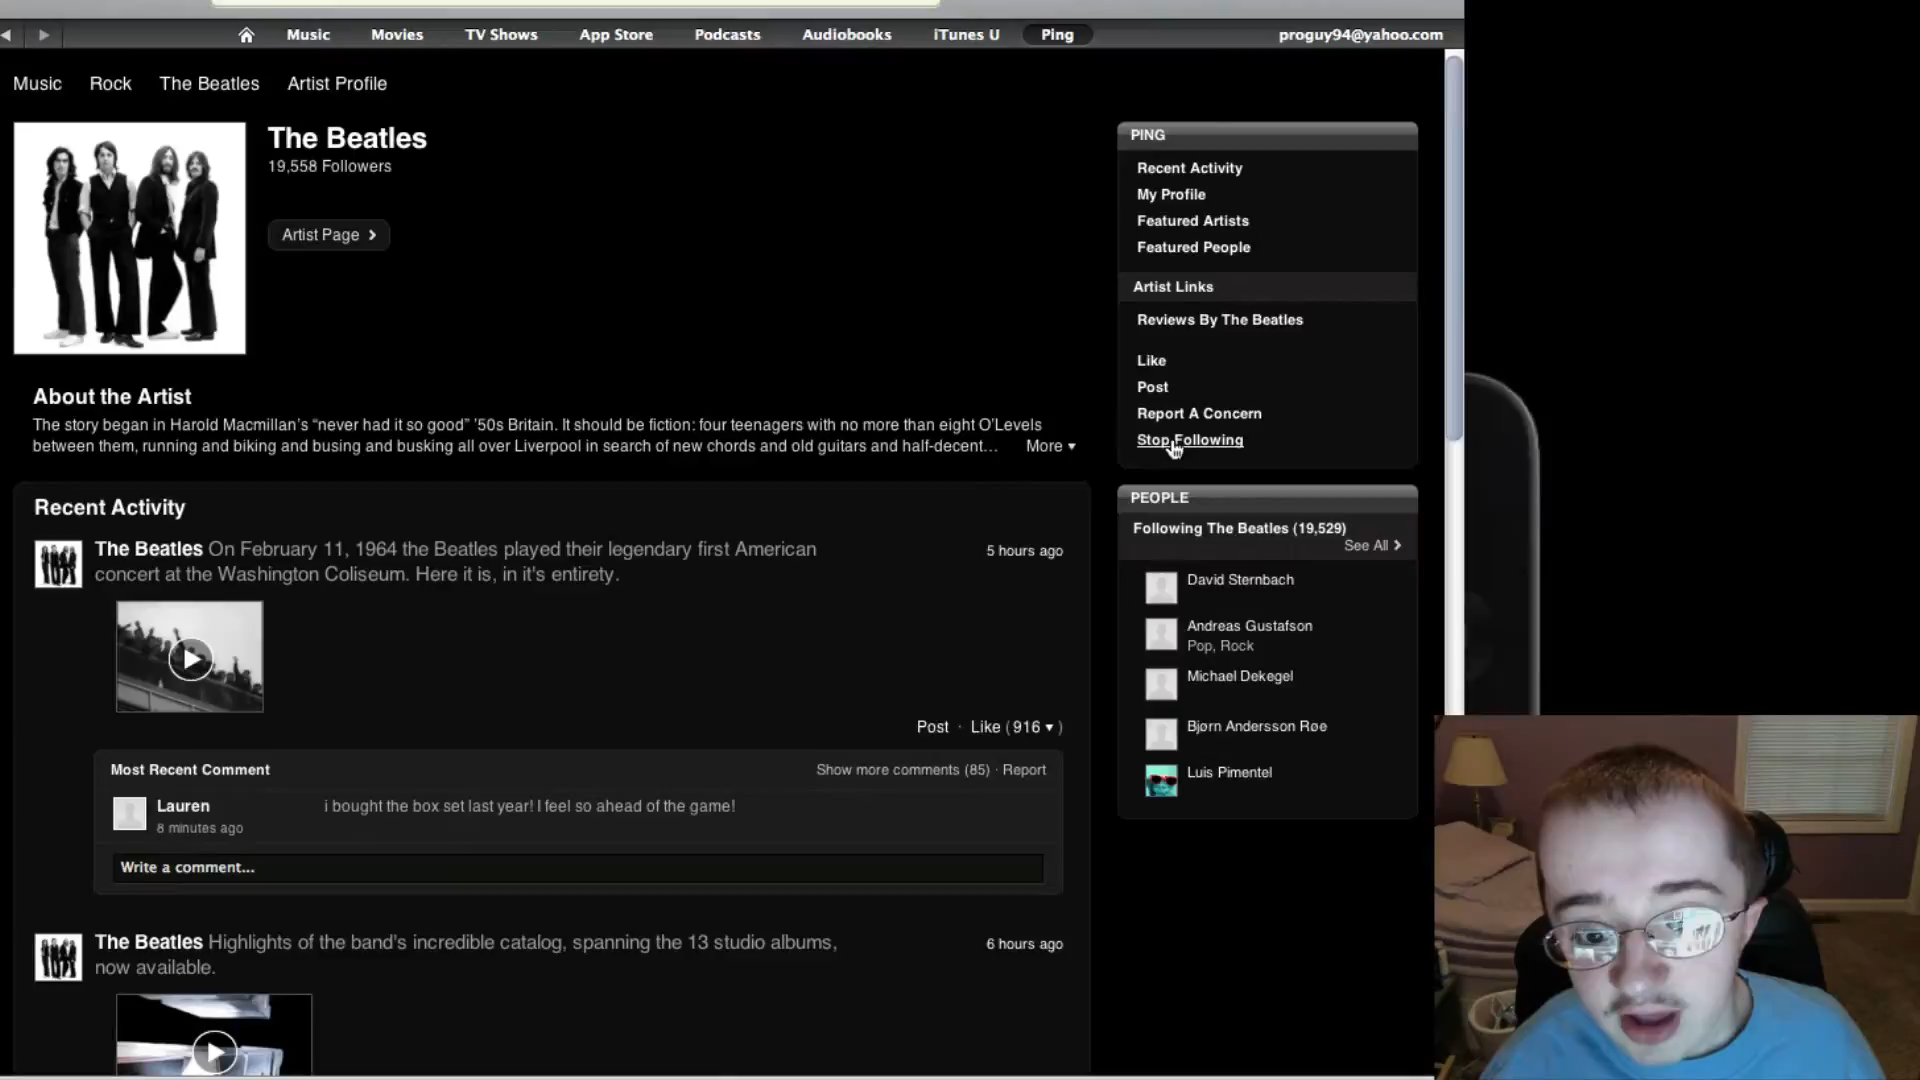 Music Movies TV Shows App Store Podcasts Audiobooks iTunes U Ping proguy94@yahoo.com
Music Rock The Beatles Artist Profile
The Beatles
19,558 Followers
Artist Page
About the Artist
The story began in Harold Macmillan's “never had it so good” '50s Britain. It should be fiction: four teenagers with no more than eight O'Levels
between them, running and biking and busing and busking all over Liverpool in search of new chords and old guitars and half-decent... More
Recent Activity
The Beatles On February 11, 1964 the Beatles played their legendary first American 5 hours ago
concert at the Washington Coliseum. Here it is, in it's entirety.
Post · Like (916 )
Most Recent Comment Show more comments (85) · Report
Lauren i bought the box set last year! I feel so ahead of the game!
8 minutes ago
Write a comment...
The Beatles Highlights of the band's incredible catalog, spanning the 13 studio albums, 6 hours ago
now available.
PING
Recent Activity
My Profile
Featured Artists
Featured People
Artist Links
Reviews By The Beatles
Like
Post
Report A Concern
Stop Following
PEOPLE
Following The Beatles (19,529)
See All
David Sternbach
Andreas Gustafson
Pop, Rock
Michael Dekegel
Bjørn Andersson Røe
Luis Pimentel